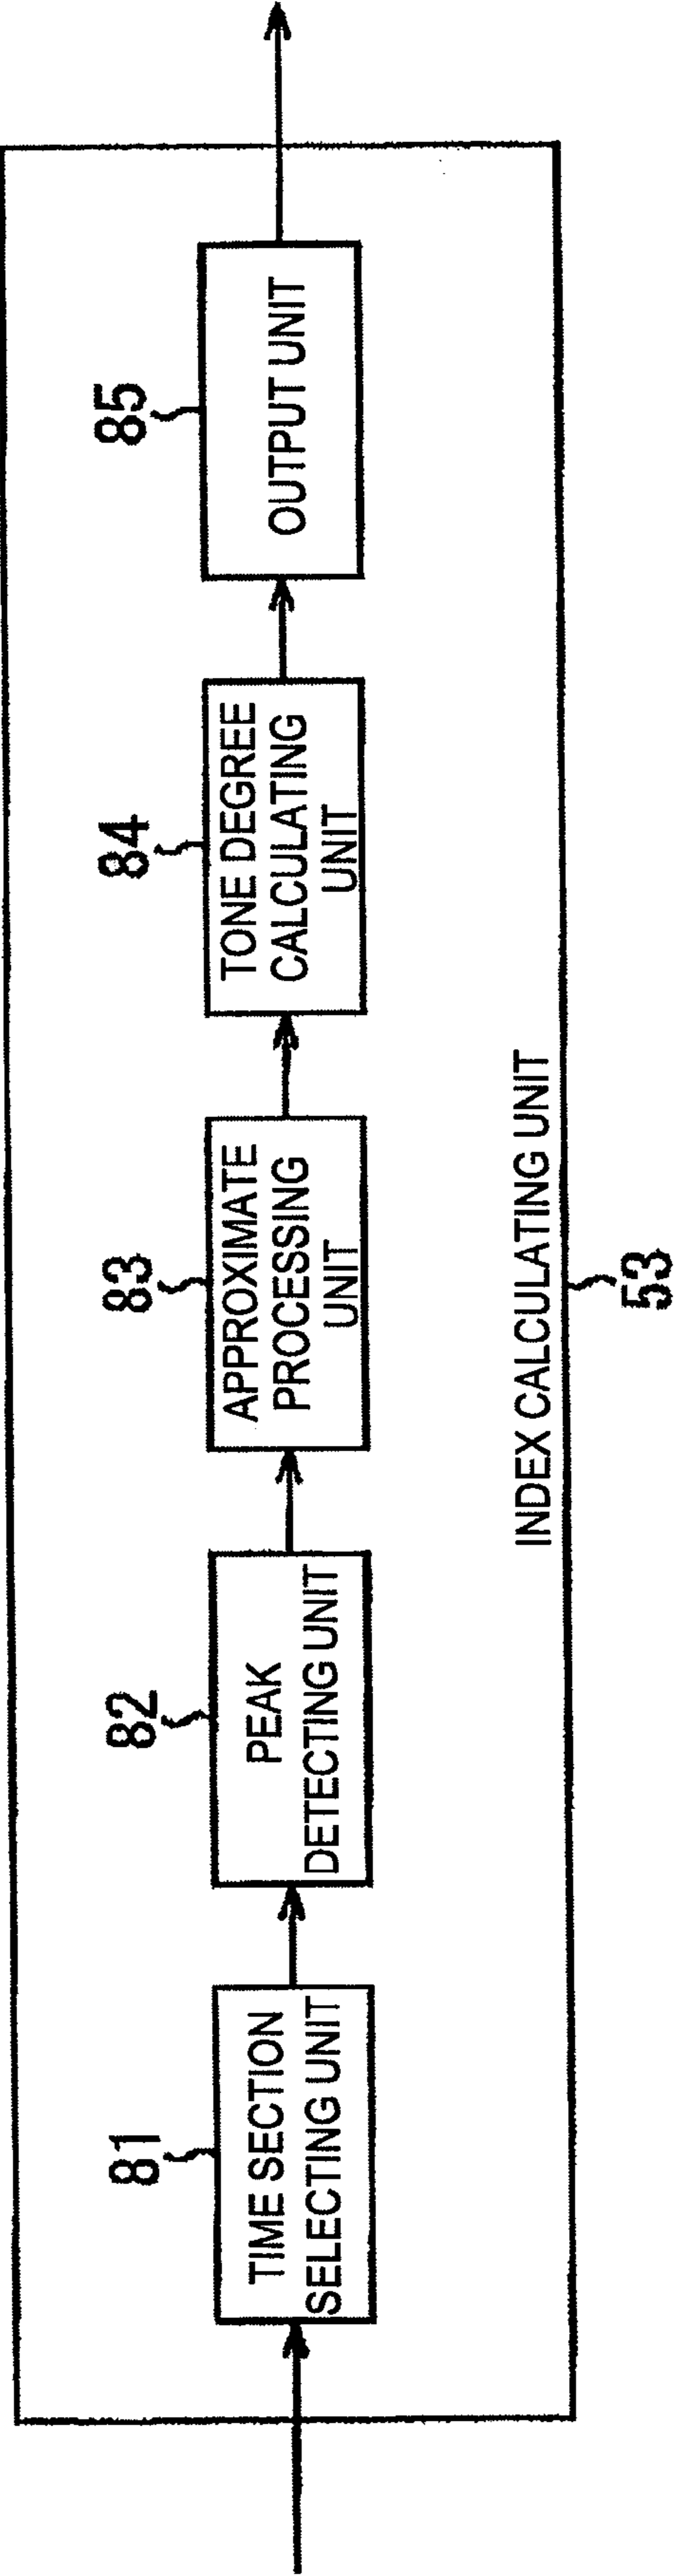 81
TIME SECTION
SELECTING UNIT
82
PEAK
DETECTING UNIT
83
APPROXIMATE
PROCESSING
UNIT
84
TONE DEGREE
CALCULATING
UNIT
85
OUTPUT UNIT
INDEX CALCULATING UNIT
53